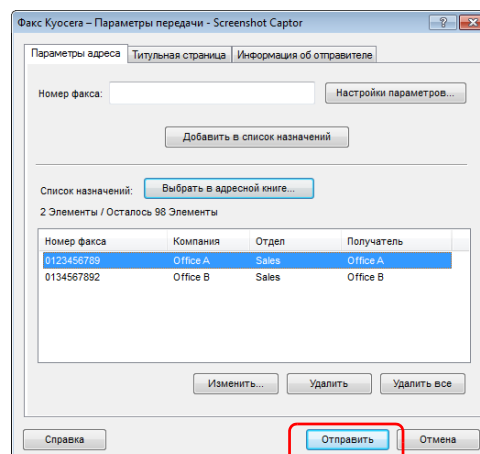 Факс Kyocera – Параметры передачи - Screenshot Captor
Параметры адреса Титульная страница Информация об отправителе
Номер факса: Настройки параметров...
Добавить в список назначений
Список назначений: Выбрать в адресной книге...
2 Элементы / Осталось 98 Элементы
Номер факса Компания Отдел Получатель
0123456789 Office A Sales Office A
0134567892 Office B Sales Office B
Изменить... Удалить Удалить все
Справка Отправить Отмена